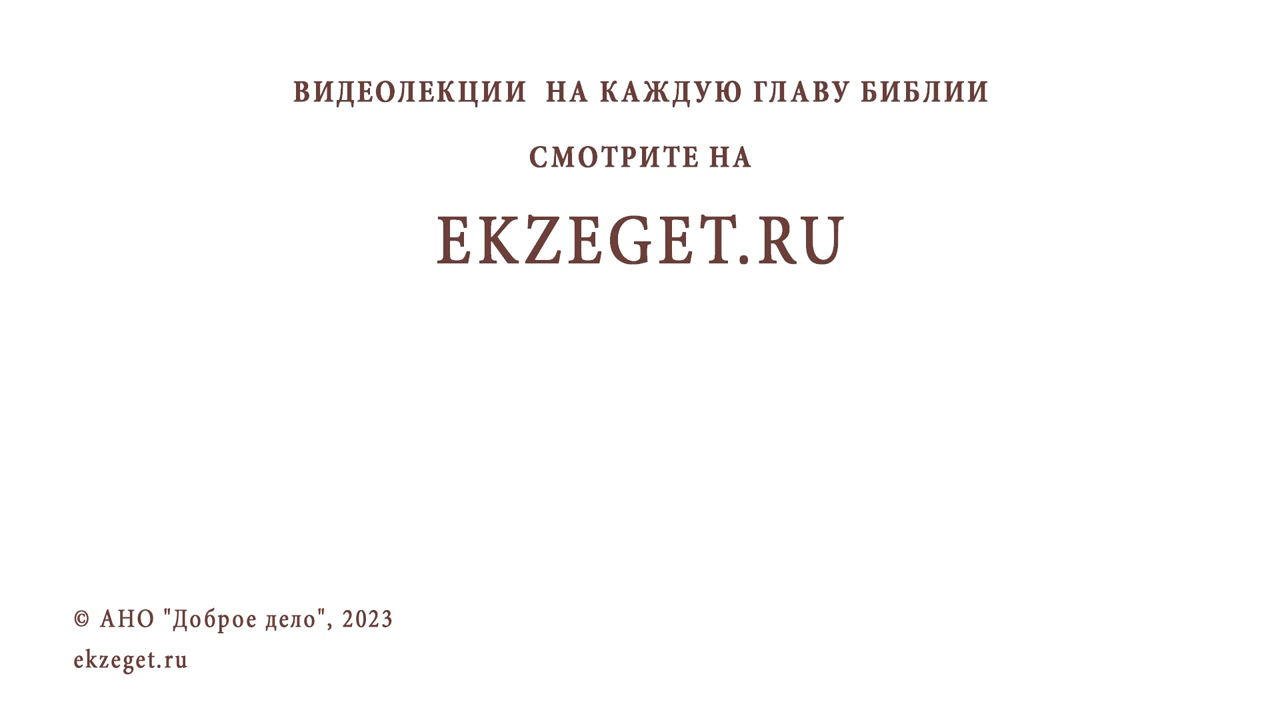 ВИДЕОЛЕКЦИИ НА КАЖДУЮ ГЛАВУ БИБЛИИ
СМОТРИТЕ НА
EKZEGET.RU
© АНО "Доброе дело", 2023
ekzeget.ru